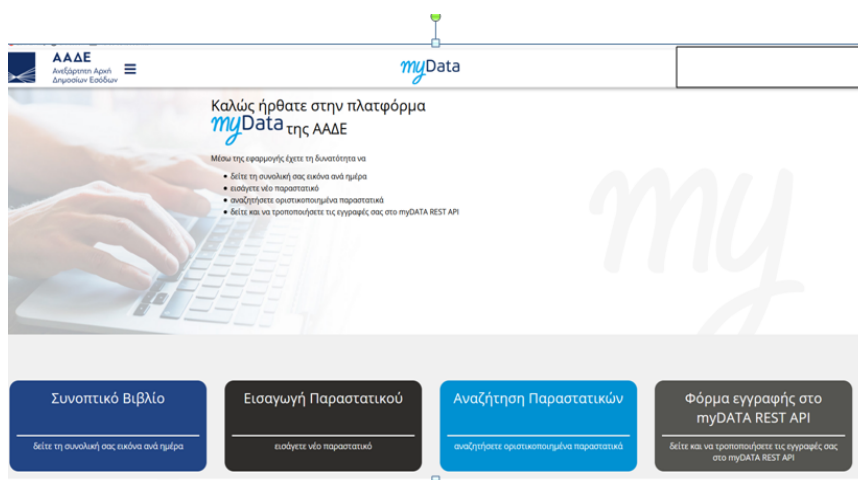 ΑΑΔΕ
Ανεξάρτητη Αρχή
Δημοσίων Εσόδων
myData
Καλώς ήρθατε στην πλατφόρμα
myData της ΑΑΔΕ
Μέσω της εφαρμογής έχετε τη δυνατότητα να
δείτε τη συνολική σας εικόνα ανά ημέρα
εισάγετε νέο παραστατικό
αναζητήσετε οριστικοποιημένα παραστατικά
δείτε και να τροποποιήσετε τις εγγραφές σας στο myDATA REST API
my
Συνοπτικό Βιβλίο
δείτε τη συνολική σας εικόνα ανά ημέρα
Εισαγωγή Παραστατικού
εισάγετε νέο παραστατικό
Αναζήτηση Παραστατικών
αναζητήσετε οριστικοποιημένα παραστατικά
Φόρμα εγγραφής στο
myDATA REST API
δείτε και να τροποποιήσετε τις εγγραφές σας
στο myDATA REST API